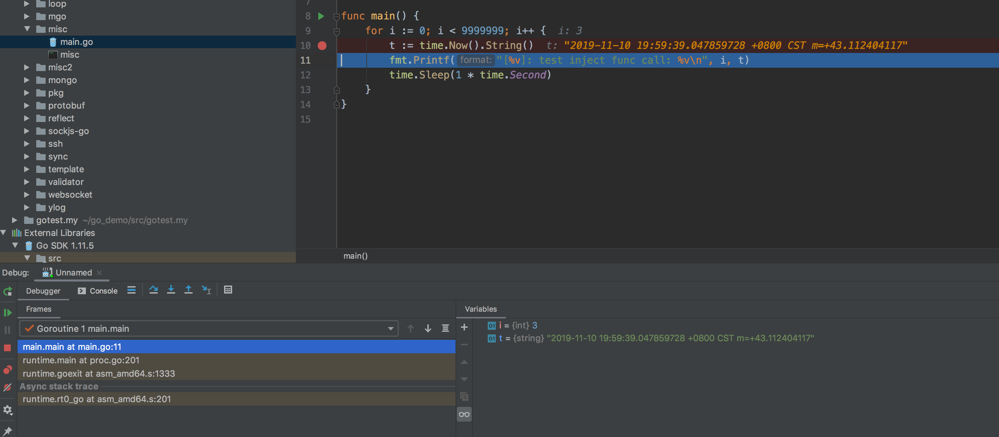 loop
mgo
misc
main.go
misc
misc2
mongo
pkg
protobuf
reflect
sockjs-go
ssh
sync
template
validator
websocket
ylog
gotest.my ~/go_demo/src/gotest.my
External Libraries
Go SDK 1.11.5
src
7
8 func main() {
9 for i := 0; i < 9999999; i++ { i: 3
10 t := time.Now().String() t: "2019-11-10 19:59:39.047859728 +0800 CST m=+43.112404117"
11 fmt.Printf( format: "[%v]: test inject func call: %v\n", i, t)
12 time.Sleep(1 * time.Second)
13 }
14 }
15
main()
Debug: Unnamed
Debugger Console
Frames
Goroutine 1 main.main
main.main at main.go:11
runtime.main at proc.go:201
runtime.goexit at asm_amd64.s:1333
Async stack trace
runtime.rt0_go at asm_amd64.s:201
Variables
01 i = {int} 3
01 t = {string} "2019-11-10 19:59:39.047859728 +0800 CST m=+43.112404117"